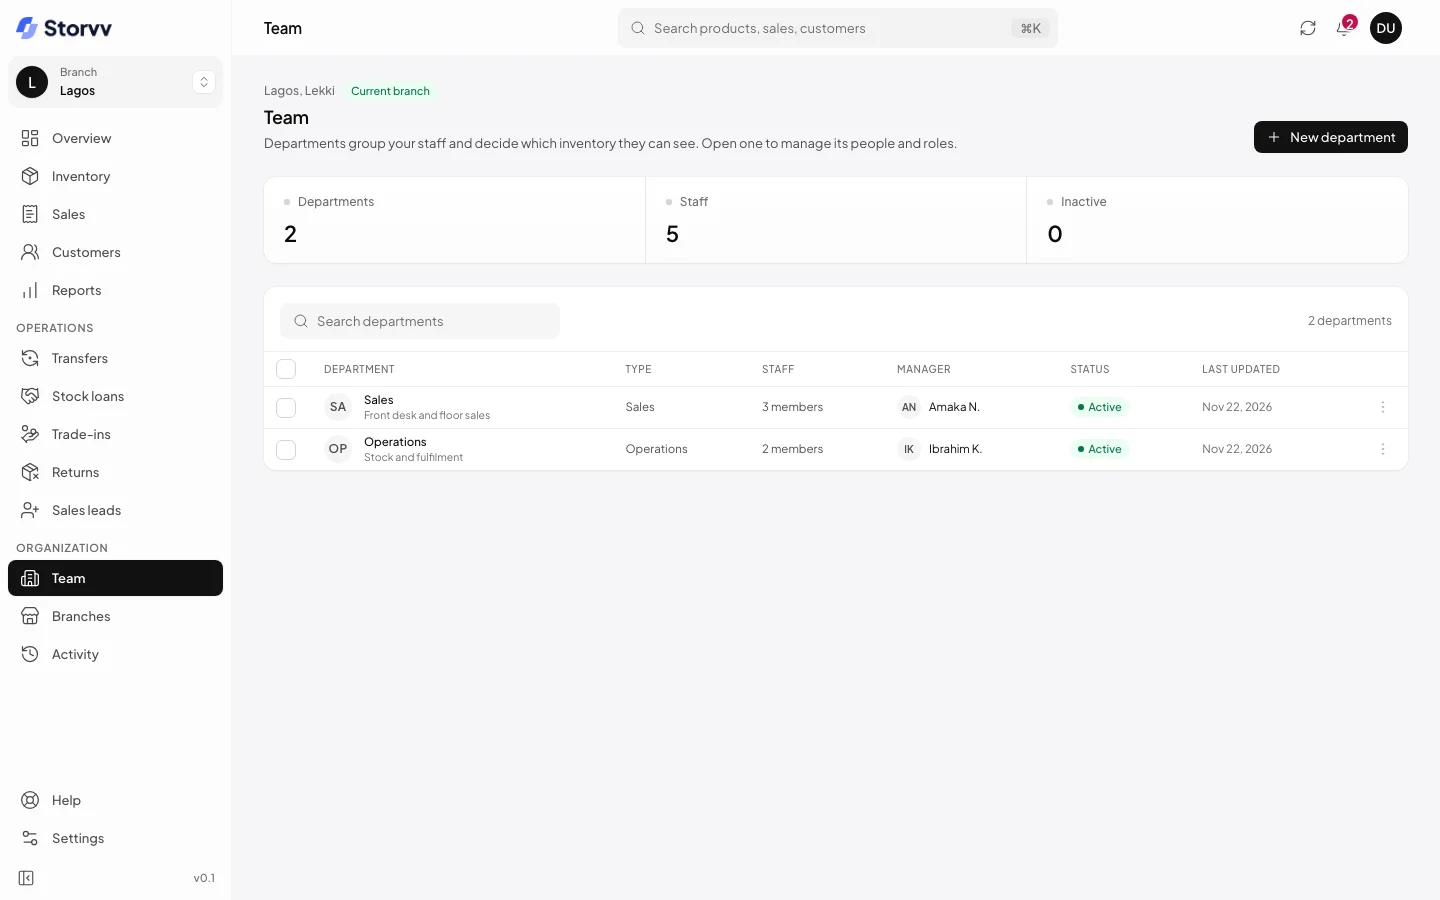 Storvv
Team
Search products, sales, customers
⌘K
2
DU
L
Branch
Lagos
Overview
Inventory
Sales
Customers
Reports
OPERATIONS
Transfers
Stock loans
Trade-ins
Returns
Sales leads
ORGANIZATION
Team
Branches
Activity
Help
Settings
v0.1
Lagos, Lekki
Current branch
Team
Departments group your staff and decide which inventory they can see. Open one to manage its people and roles.
New department
Departments
2
Staff
5
Inactive
0
Search departments
2 departments
DEPARTMENT TYPE STAFF MANAGER STATUS LAST UPDATED
SA Sales Sales 3 members AN Amaka N. Active Nov 22, 2026
Front desk and floor sales
OP Operations Operations 2 members IK Ibrahim K. Active Nov 22, 2026
Stock and fulfilment